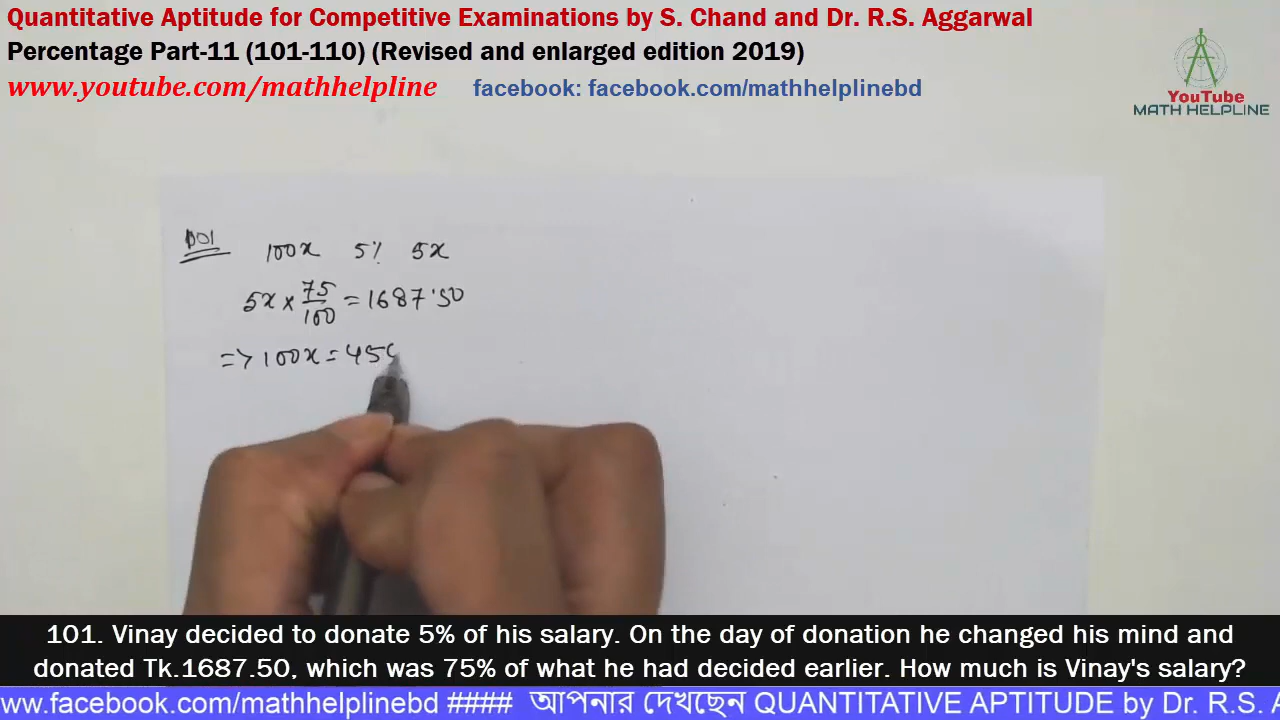 Quantitative Aptitude for Competitive Examinations by S. Chand and Dr. R.S. Aggarwal
Percentage Part-11 (101-110) (Revised and enlarged edition 2019)
www.youtube.com/mathhelpline facebook: facebook.com/mathhelplinebd
YouTube
MATH HELPLINE
101 100x 5% 5x
5x × 75/100 = 1687.50
=> 100x = 45
101. Vinay decided to donate 5% of his salary. On the day of donation he changed his mind and
donated Tk.1687.50, which was 75% of what he had decided earlier. How much is Vinay's salary?
ww.facebook.com/mathhelplinebd #### আপনার দেখছেন QUANTITATIVE APTITUDE by Dr. R.S. A